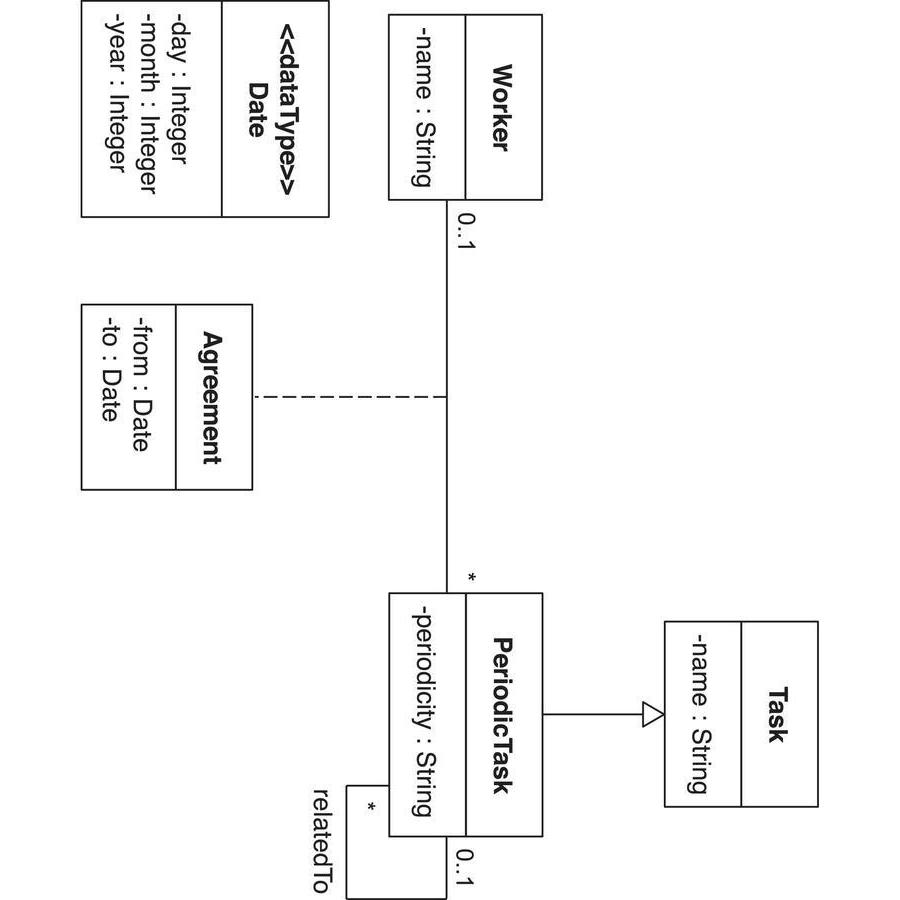 Task
-name : String
Worker
-name : String
0..1
*
PeriodicTask
-periodicity : String
0..1
*
relatedTo
<<dataType>>
Date
-day : Integer
-month : Integer
-year : Integer
Agreement
-from : Date
-to : Date